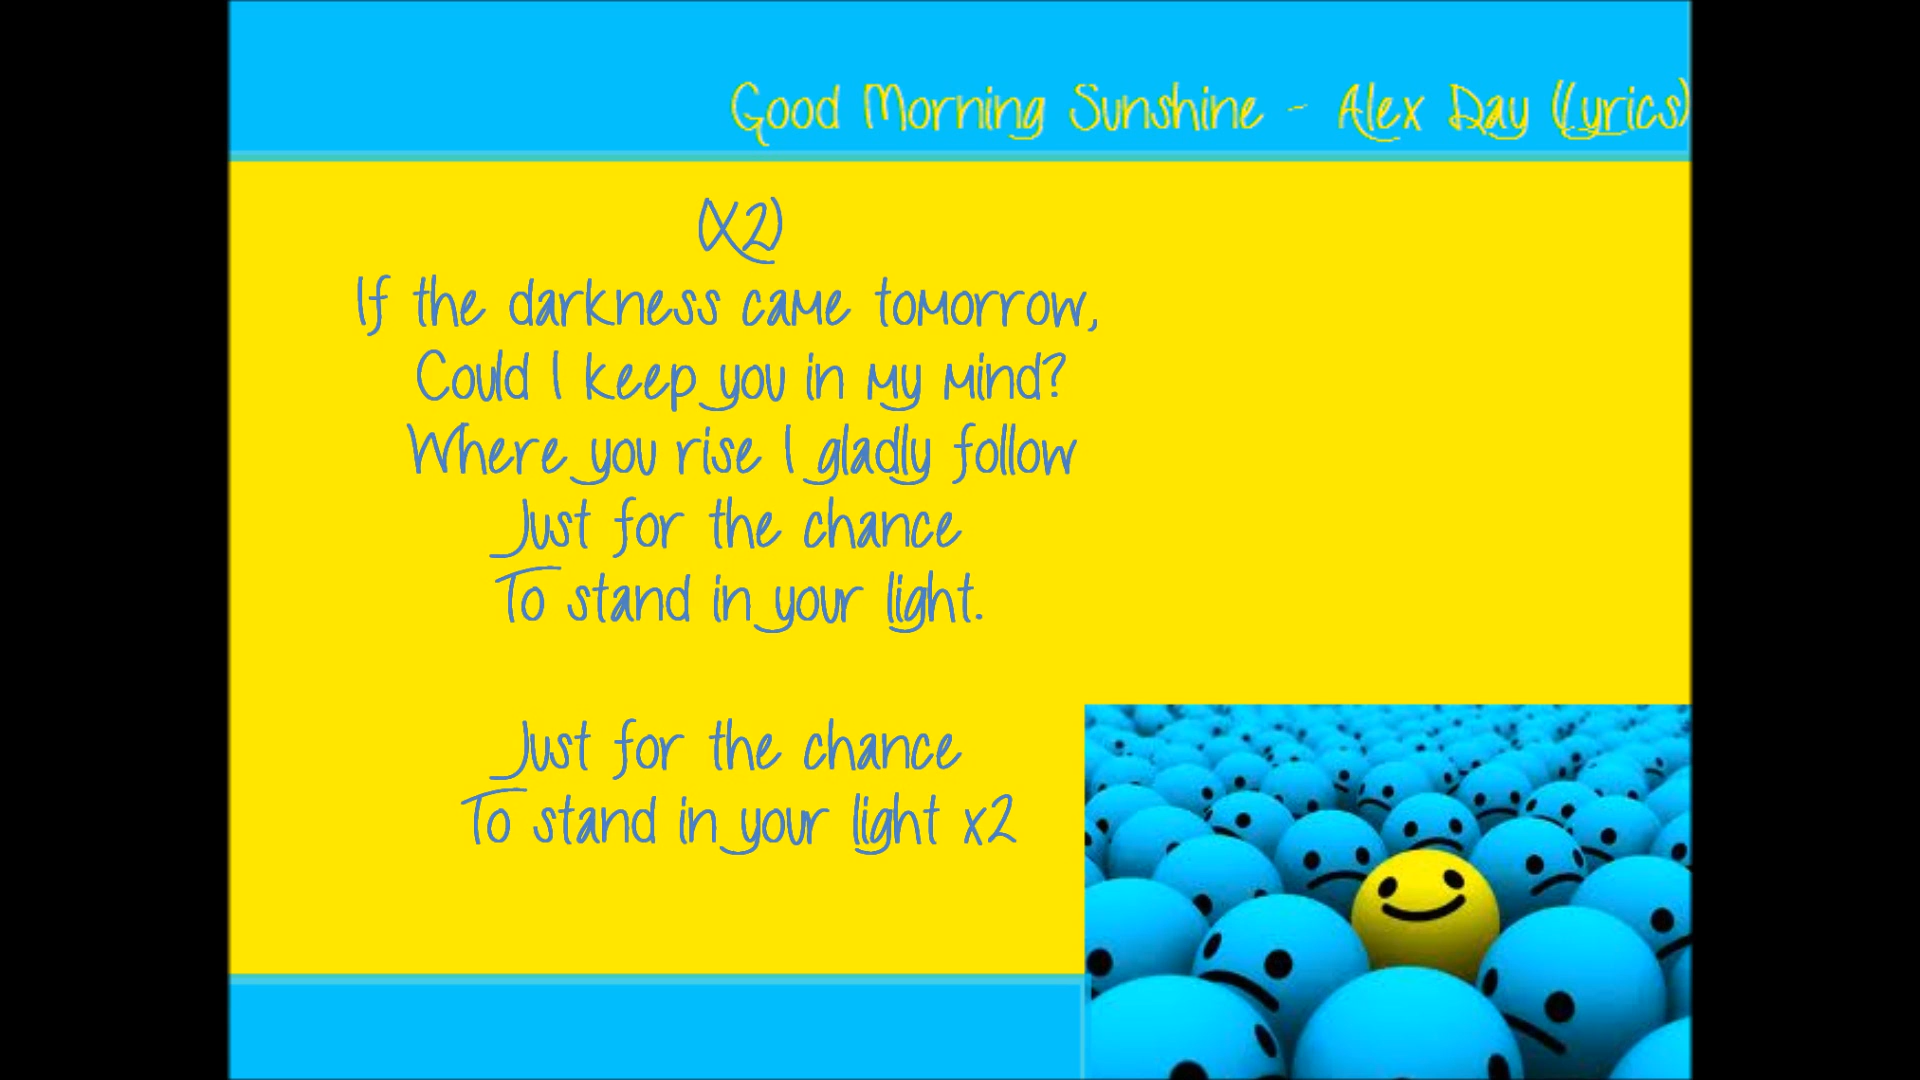 Good Morning Sunshine - Alex Day (Lyrics)
(X2)
If the darkness came tomorrow,
Could I keep you in my mind?
Where you rise I gladly follow
Just for the chance
To stand in your light.
Just for the chance
To stand in your light x2